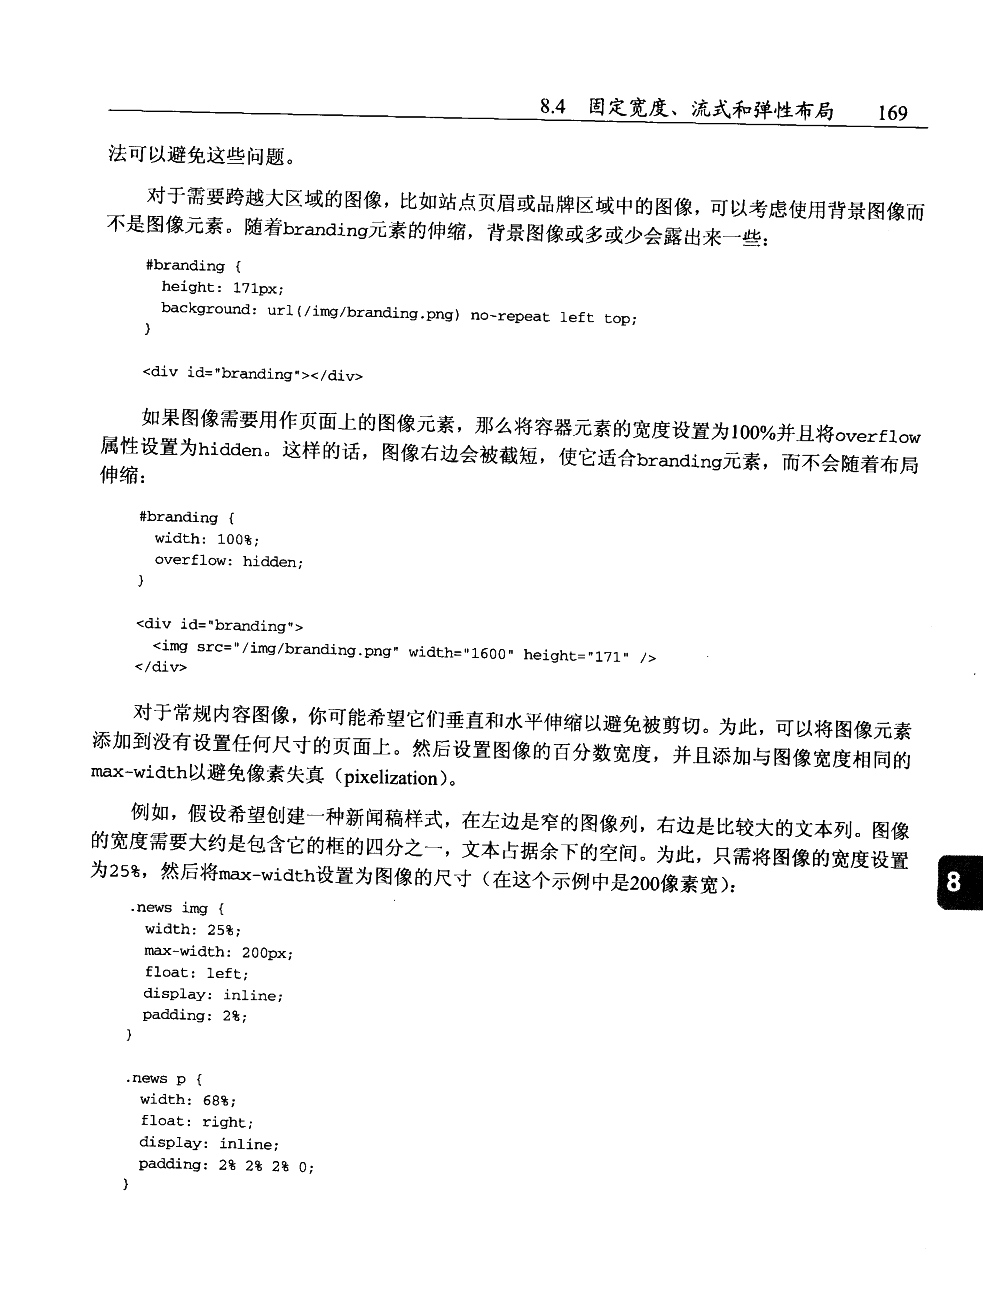 8.4 固定宽度、流式和弹性布局 169
法可以避免这些问题。
对于需要跨越大区域的图像，比如站点页眉或品牌区域中的图像，可以考虑使用背景图像而
不是图像元素。随着branding元素的伸缩，背景图像或多或少会露出来一些：
#branding {
height: 171px;
background: url(/img/branding.png) no-repeat left top;
}
<div id="branding"></div>
如果图像需要用作页面上的图像元素，那么将容器元素的宽度设置为100%并且将overflow
属性设置为hidden。这样的话，图像右边会被截短，使它适合branding元素，而不会随着布局
伸缩：
#branding {
width: 100%;
overflow: hidden;
}
<div id="branding">
<img src="/img/branding.png" width="1600" height="171" />
</div>
对于常规内容图像，你可能希望它们垂直和水平伸缩以避免被剪切。为此，可以将图像元素
添加到没有设置任何尺寸的页面上。然后设置图像的百分数宽度，并且添加与图像宽度相同的
max-width以避免像素失真（pixelization）。
例如，假设希望创建一种新闻稿样式，在左边是窄的图像列，右边是比较大的文本列。图像
的宽度需要大约是包含它的框的四分之一，文本占据余下的空间。为此，只需将图像的宽度设置
为25%，然后将max-width设置为图像的尺寸（在这个示例中是200像素宽）：
8
.news img {
width: 25%;
max-width: 200px;
float: left;
display: inline;
padding: 2%;
}
.news p {
width: 68%;
float: right;
display: inline;
padding: 2% 2% 2% 0;
}